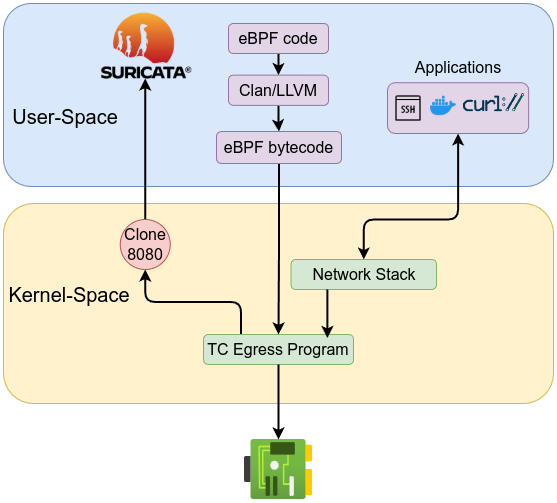 SURICATA®
eBPF code
Clan/LLVM
eBPF bytecode
Applications
SSH
curl://
User-Space
Clone
8080
Kernel-Space
Network Stack
TC Egress Program